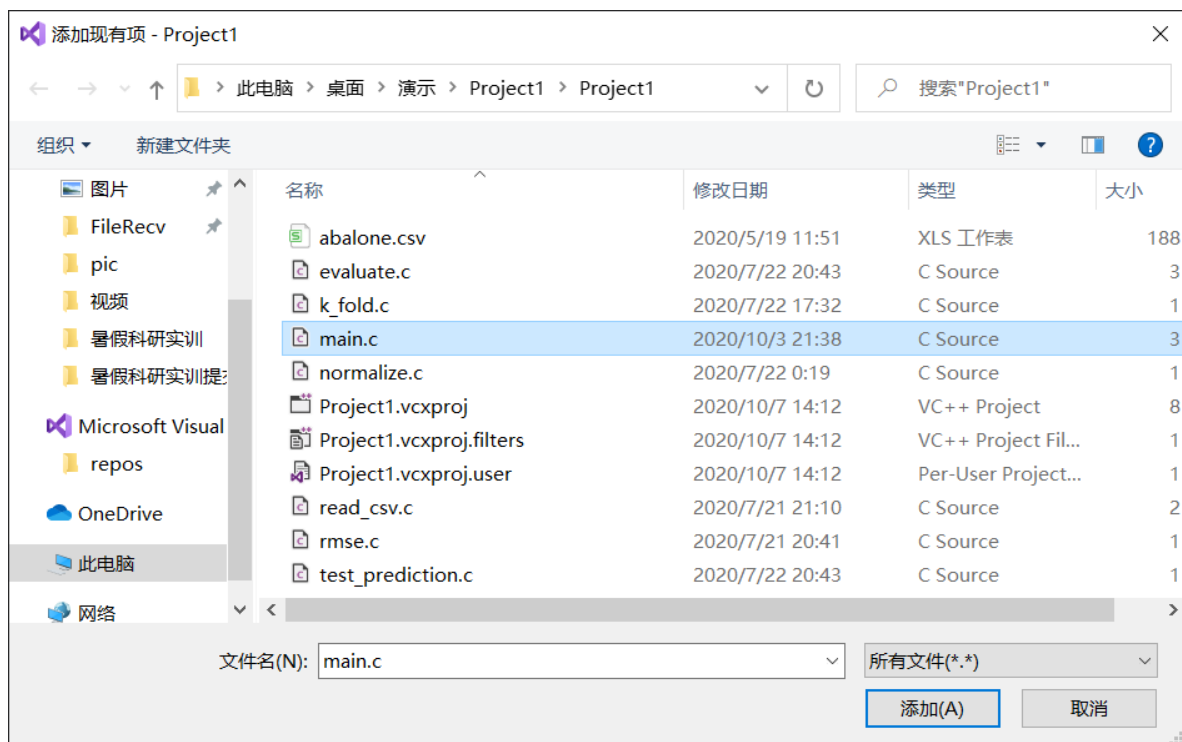 添加现有项 - Project1
此电脑 > 桌面 > 演示 > Project1 > Project1
搜索"Project1"
组织 新建文件夹
图片
FileRecv
pic
视频
暑假科研实训
暑假科研实训提
Microsoft Visual
repos
OneDrive
此电脑
网络
名称 修改日期 类型 大小
abalone.csv 2020/5/19 11:51 XLS 工作表 188
evaluate.c 2020/7/22 20:43 C Source 3
k_fold.c 2020/7/22 17:32 C Source 1
main.c 2020/10/3 21:38 C Source 3
normalize.c 2020/7/22 0:19 C Source 1
Project1.vcxproj 2020/10/7 14:12 VC++ Project 8
Project1.vcxproj.filters 2020/10/7 14:12 VC++ Project Fil... 1
Project1.vcxproj.user 2020/10/7 14:12 Per-User Project... 1
read_csv.c 2020/7/21 21:10 C Source 2
rmse.c 2020/7/21 20:41 C Source 1
test_prediction.c 2020/7/22 20:43 C Source 1
文件名(N): main.c 所有文件(*.*)
添加(A) 取消